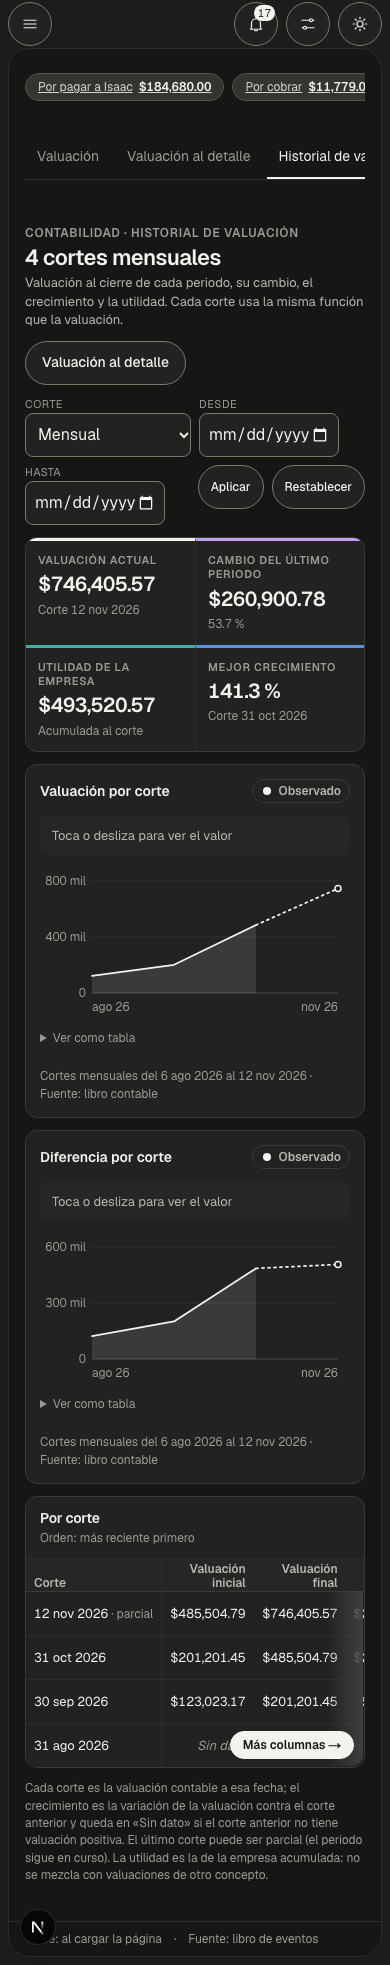 17
Por pagar a Isaac $184,680.00 Por cobrar $11,779.0
Valuación Valuación al detalle Historial de va
CONTABILIDAD · HISTORIAL DE VALUACIÓN
4 cortes mensuales
Valuación al cierre de cada periodo, su cambio, el
crecimiento y la utilidad. Cada corte usa la misma función
que la valuación.
Valuación al detalle
CORTE DESDE
Mensual mm/dd/yyyy
HASTA
mm/dd/yyyy Aplicar Restablecer
VALUACIÓN ACTUAL
$746,405.57
Corte 12 nov 2026
CAMBIO DEL ÚLTIMO
PERIODO
$260,900.78
53.7 %
UTILIDAD DE LA
EMPRESA
$493,520.57
Acumulada al corte
MEJOR CRECIMIENTO
141.3 %
Corte 31 oct 2026
Valuación por corte Observado
Toca o desliza para ver el valor
800 mil
400 mil
0
ago 26 nov 26
Ver como tabla
Cortes mensuales del 6 ago 2026 al 12 nov 2026 ·
Fuente: libro contable
Diferencia por corte Observado
Toca o desliza para ver el valor
600 mil
300 mil
0
ago 26 nov 26
Ver como tabla
Cortes mensuales del 6 ago 2026 al 12 nov 2026 ·
Fuente: libro contable
Por corte
Orden: más reciente primero
Corte Valuación inicial Valuación final
12 nov 2026 · parcial $485,504.79 $746,405.57
31 oct 2026 $201,201.45 $485,504.79
30 sep 2026 $123,023.17 $201,201.45
31 ago 2026 Sin
Más columnas →
Cada corte es la valuación contable a esa fecha; el
crecimiento es la variación de la valuación contra el corte
anterior y queda en «Sin dato» si el corte anterior no tiene
valuación positiva. El último corte puede ser parcial (el periodo
sigue en curso). La utilidad es la de la empresa acumulada: no
se mezcla con valuaciones de otro concepto.
N
al cargar la página · Fuente: libro de eventos